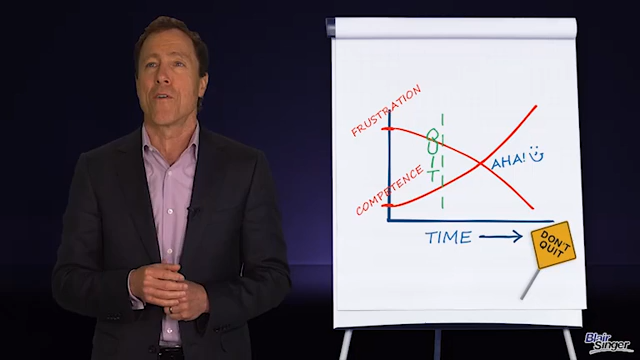 FRUSTRATION
QUIT
COMPETENCE
AHA!
TIME
DON'T
QUIT
Blair
Singer